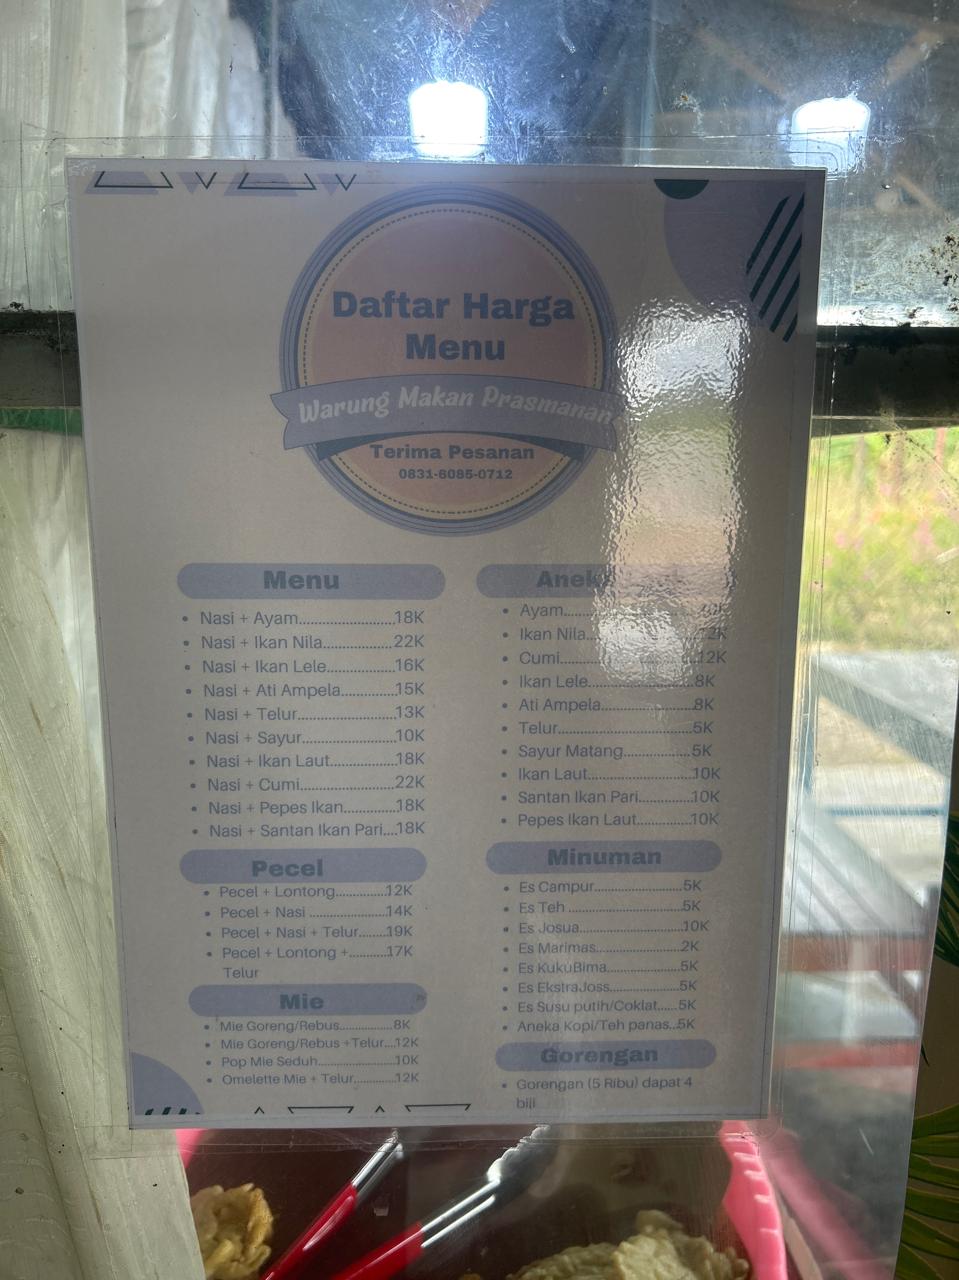 Daftar Harga
Menu
Warung Makan Prasmanan
Terima Pesanan
0831-6085-0712
Menu
Nasi + Ayam..........................18K
Nasi + Ikan Nila...................22K
Nasi + Ikan Lele..................16K
Nasi + Ati Ampela...............15K
Nasi + Telur..........................13K
Nasi + Sayur.........................10K
Nasi + Ikan Laut..................18K
Nasi + Cumi..........................22K
Nasi + Pepes Ikan...............18K
Nasi + Santan Ikan Pari....18K
Pecel
Pecel + Lontong..............12K
Pecel + Nasi .....................14K
Pecel + Nasi + Telur.......19K
Pecel + Lontong +..........17K
Telur
Mie
Mie Goreng/Rebus..............8K
Mie Goreng/Rebus +Telur....12K
Pop Mie Seduh....................10K
Omelette Mie + Telur............12K
Ayam
Ikan Nila
Cumi..................12K
Ikan Lele..........................8K
Ati Ampela.......................8K
Telur..................................5K
Sayur Matang..................5K
Ikan Laut..........................10K
Santan Ikan Pari..............10K
Pepes Ikan Laut..............10K
Minuman
Es Campur.......................5K
Es Teh ..............................5K
Es Josua...........................10K
Es Marimas......................2K
Es KukuBima...................5K
Es EkstraJoss..................5K
Es Susu putih/Coklat.....5K
Aneka Kopi/Teh panas...5K
Gorengan
Gorengan (5 Ribu) dapat 4
biji